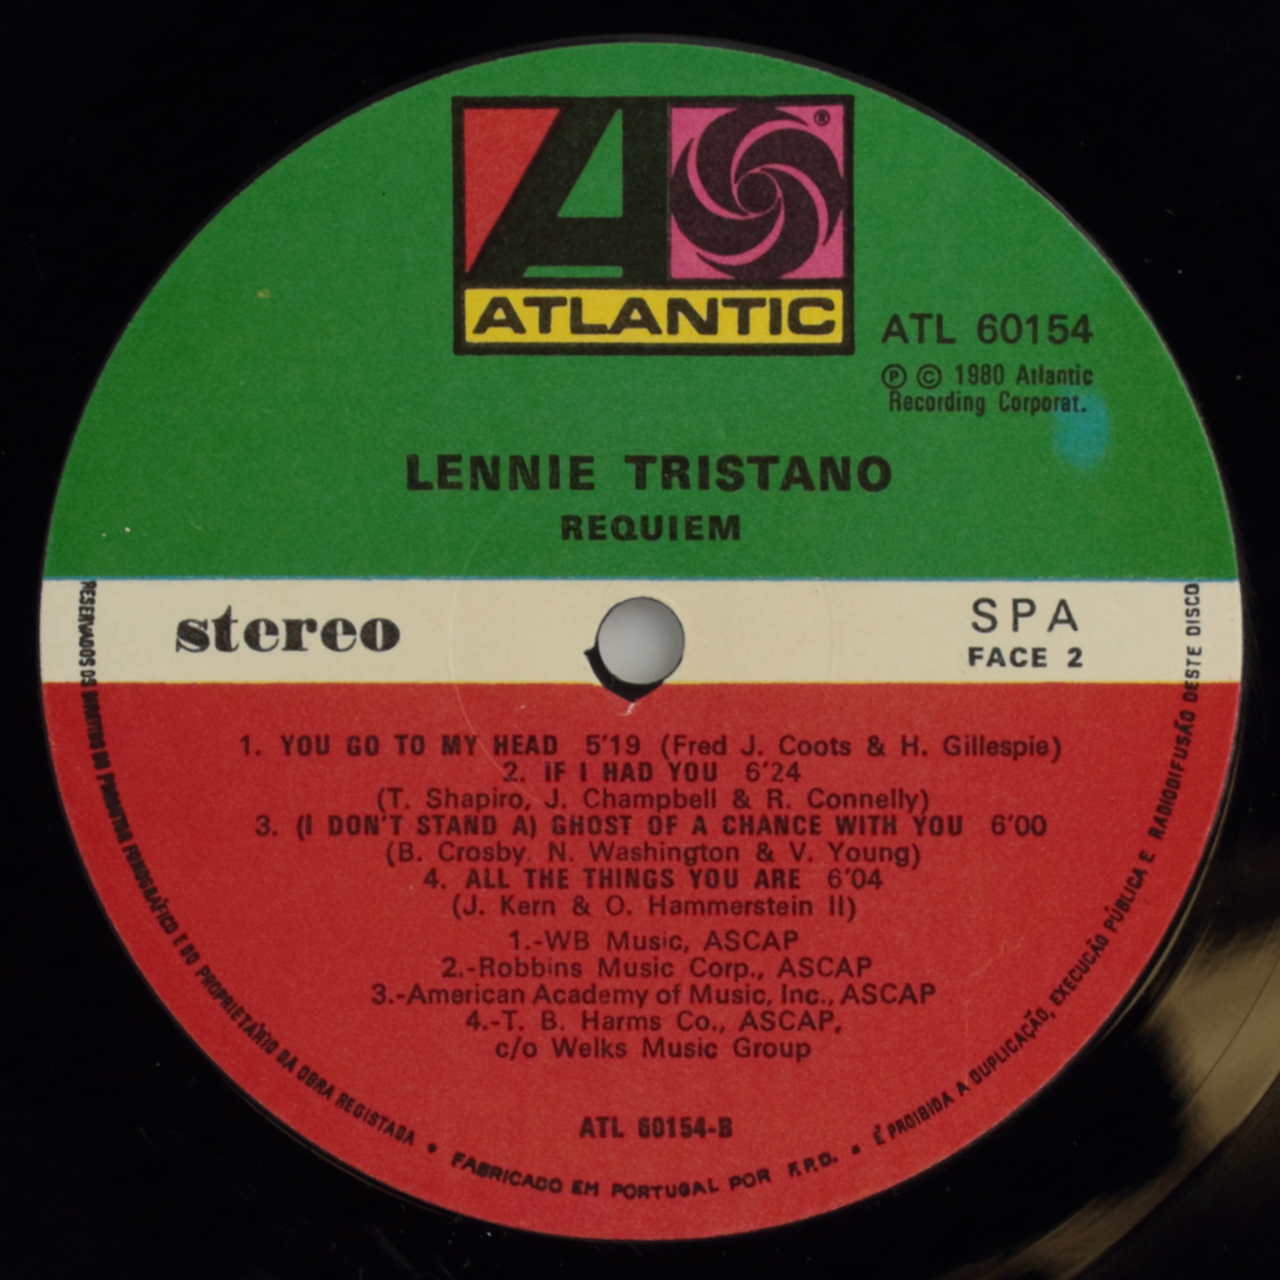 ATLANTIC
®
ATL 60154
Ⓟ © 1980 Atlantic
Recording Corporat.
LENNIE TRISTANO
REQUIEM
stereo
SPA
FACE 2
1. YOU GO TO MY HEAD 5'19 (Fred J. Coots & H. Gillespie)
2. IF I HAD YOU 6'24
(T. Shapiro, J. Champbell & R. Connelly)
3. (I DON'T STAND A) GHOST OF A CHANCE WITH YOU 6'00
(B. Crosby. N. Washington & V. Young)
4. ALL THE THINGS YOU ARE 6'04
(J. Kern & O. Hammerstein II)
1.-WB Music, ASCAP
2.-Robbins Music Corp., ASCAP
3.-American Academy of Music, Inc., ASCAP
4.-T. B. Harms Co., ASCAP,
c/o Welks Music Group
ATL 60154-B
RESERVADOS OS DIREITOS DO PRODUTOR FONOGRÁFICO E DO PROPRIETÁRIO DA OBRA REGISTADA • FABRICADO EM PORTUGAL POR F.P.D. • É PROIBIDA A DUPLICAÇÃO, EXECUCÃO PÚBLICA E RADIODIFUSÃO DESTE DISCO